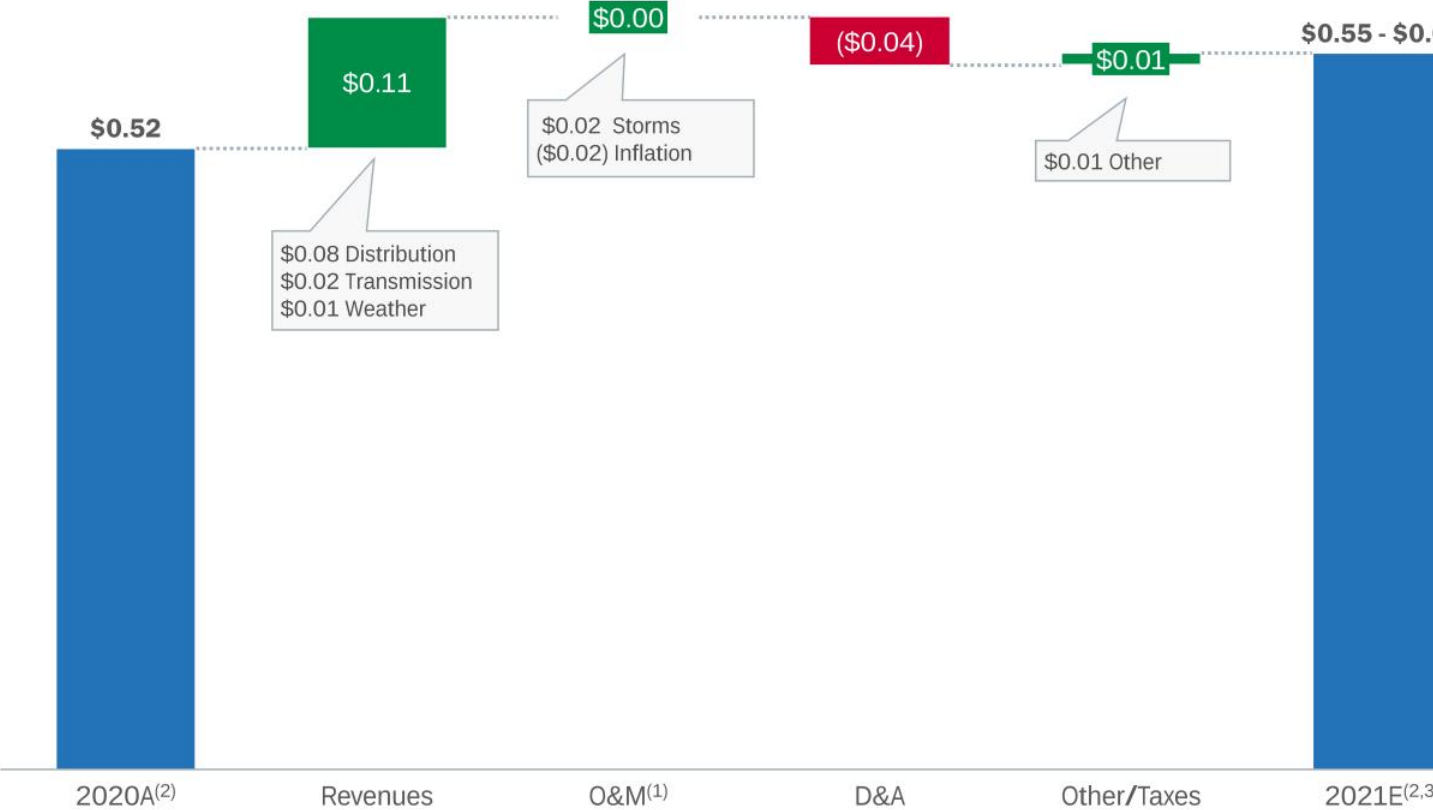 $0.00
$0.11
($0.04)
$0.01
$0.55 - $0.
$0.52
$0.02 Storms
($0.02) Inflation
$0.01 Other
$0.08 Distribution
$0.02 Transmission
$0.01 Weather
2020A(2)
Revenues
O&M(1)
D&A
Other/Taxes
2021E(2,3